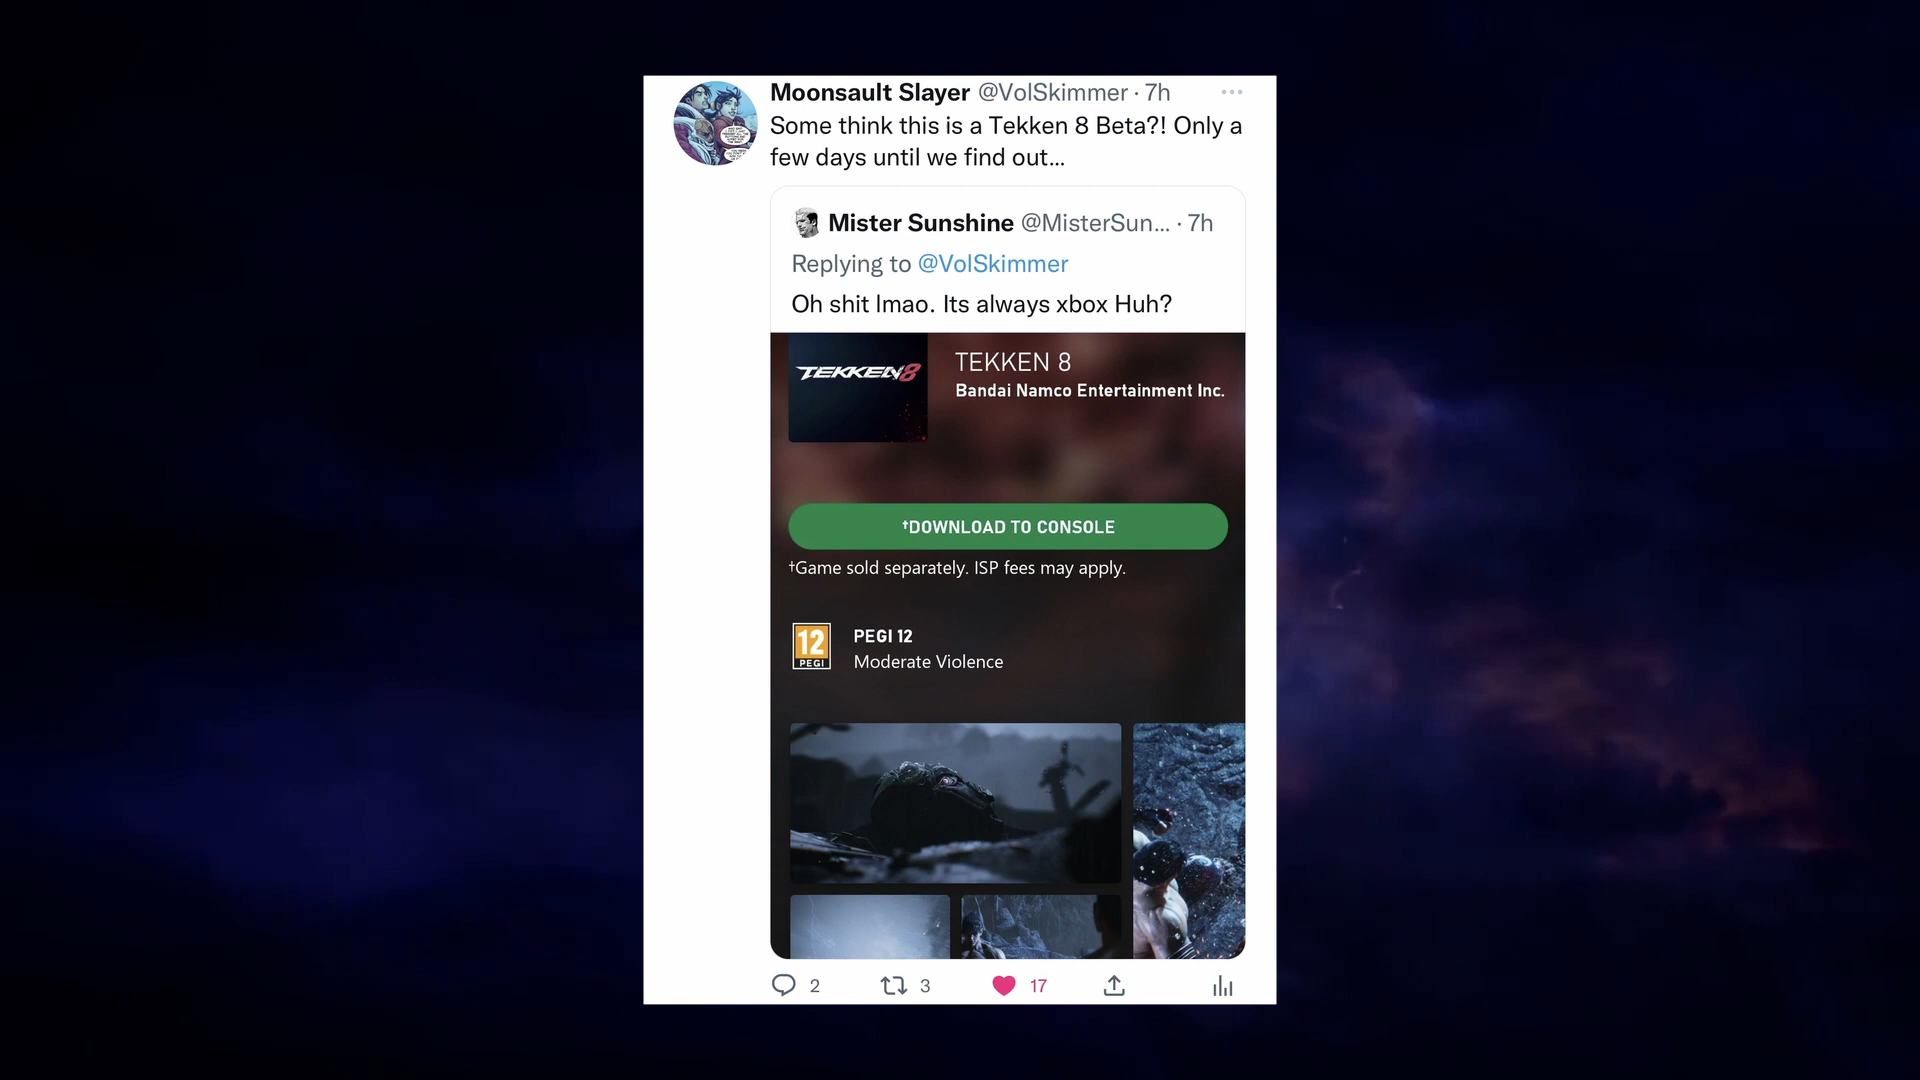 Moonsault Slayer @VolSkimmer · 7h
Some think this is a Tekken 8 Beta?! Only a
few days until we find out...
Mister Sunshine @MisterSun... · 7h
Replying to @VolSkimmer
Oh shit lmao. Its always xbox Huh?
TEKKEN 8
TEKKEN 8
Bandai Namco Entertainment Inc.
†DOWNLOAD TO CONSOLE
†Game sold separately. ISP fees may apply.
12
PEGI
PEGI 12
Moderate Violence
2 3 17